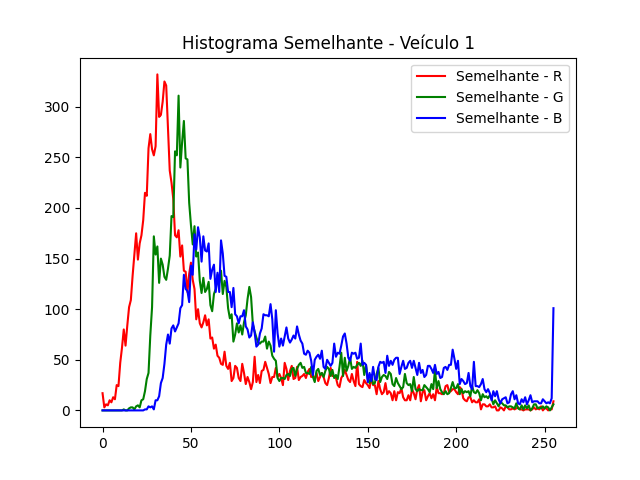 Histograma Semelhante - Veículo 1
Semelhante - R
Semelhante - G
Semelhante - B
300
250
200
150
100
50
0
0 50 100 150 200 250